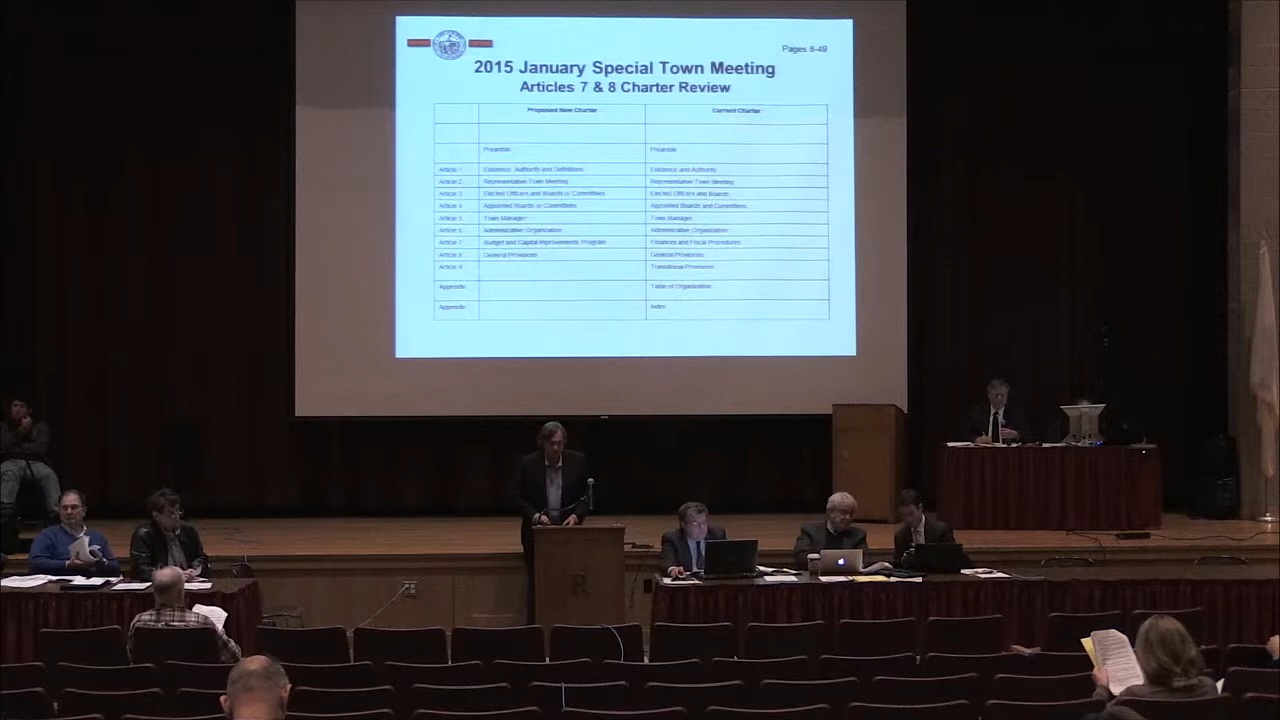 Pages 8-49
2015 January Special Town Meeting
Articles 7 & 8 Charter Review
Proposed New Charter Current Charter
Preamble Preamble
Article 1 Existence, Authority and Definitions Existence and Authority
Article 2 Representative Town Meeting Representative Town Meeting
Article 3 Elected Officers and Boards or Committees Elected Officers and Boards
Article 4 Appointed Boards or Committees Appointed Boards and Committees
Article 5 Town Manager Town Manager
Article 6 Administrative Organization Administrative Organization
Article 7 Budget and Capital Improvements Program Finances and Fiscal Procedures
Article 8 General Provisions General Provisions
Article 9 Transitional Provisions
Appendix Table of Organization
Appendix Index
R